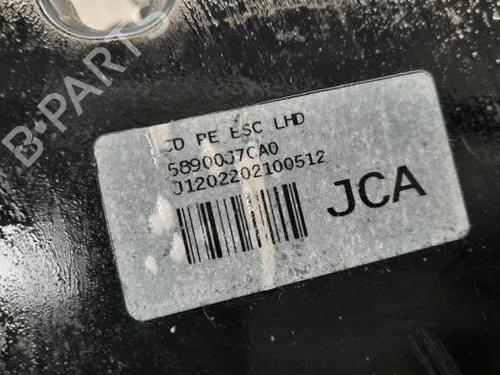 CD PE ESC LHD
58900J7CA0
J1202202100512
JCA
B-PARTS